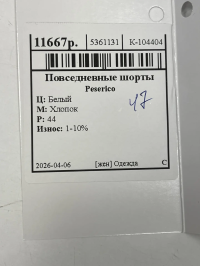 11667р. 5361131 К-104404
Повседневные шорты
Peserico
Ц: Белый
М: Хлопок
Р: 44
Износ: 1-10%
47
2026-04-06 [жен] Одежда С